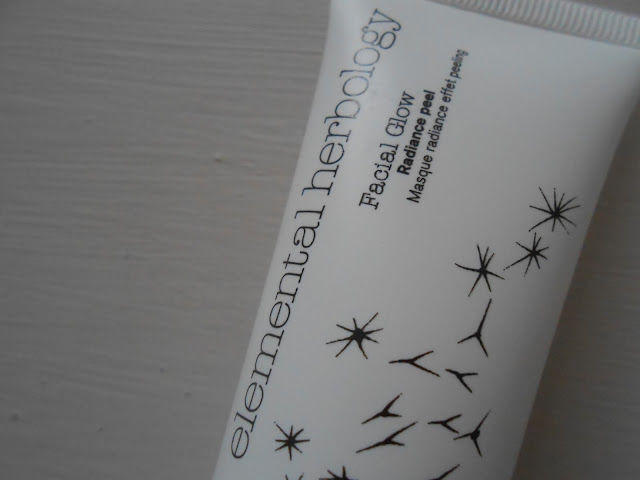 elemental herbology
Facial Glow
Radiance peel
Masque radiance effet peeling